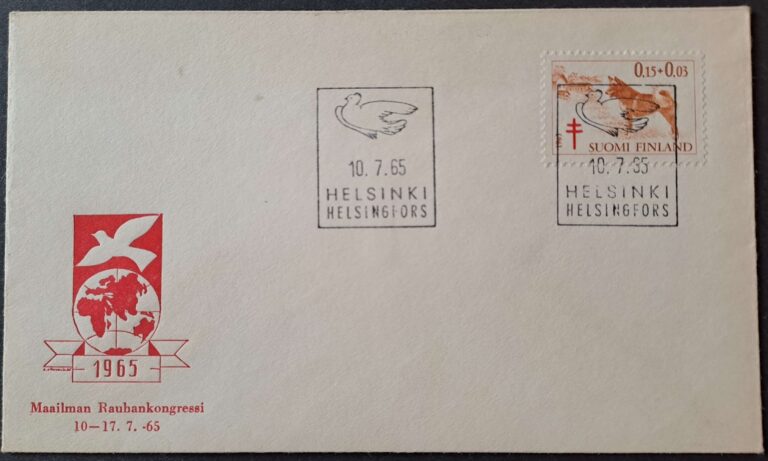 0,15+0,03
1965
SUOMI FINLAND
10.7.65
HELSINKI
HELSINGFORS
10.7.65
HELSINKI
HELSINGFORS
1965
Maailman Rauhankongressi
10—17. 7. -65